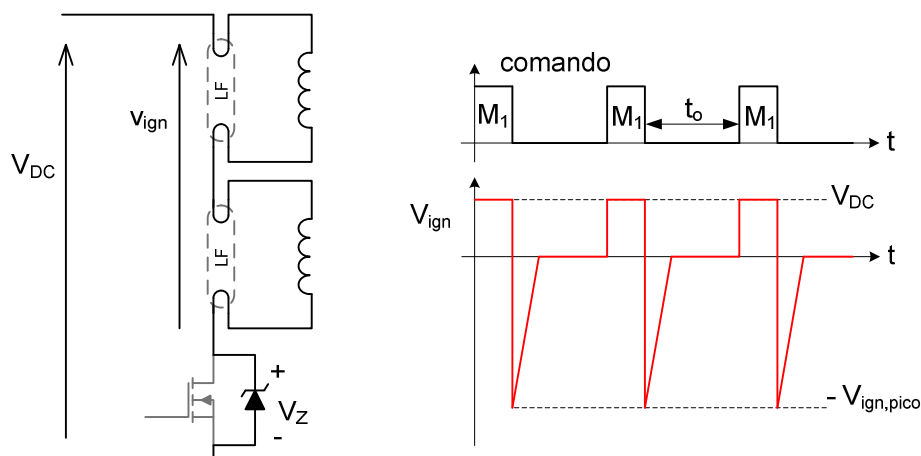 LF
v_ign
V_DC
LF
+
V_Z
-
comando
M_1
M_1
t_o
M_1
t
V_ign
V_DC
t
- V_ign,pico